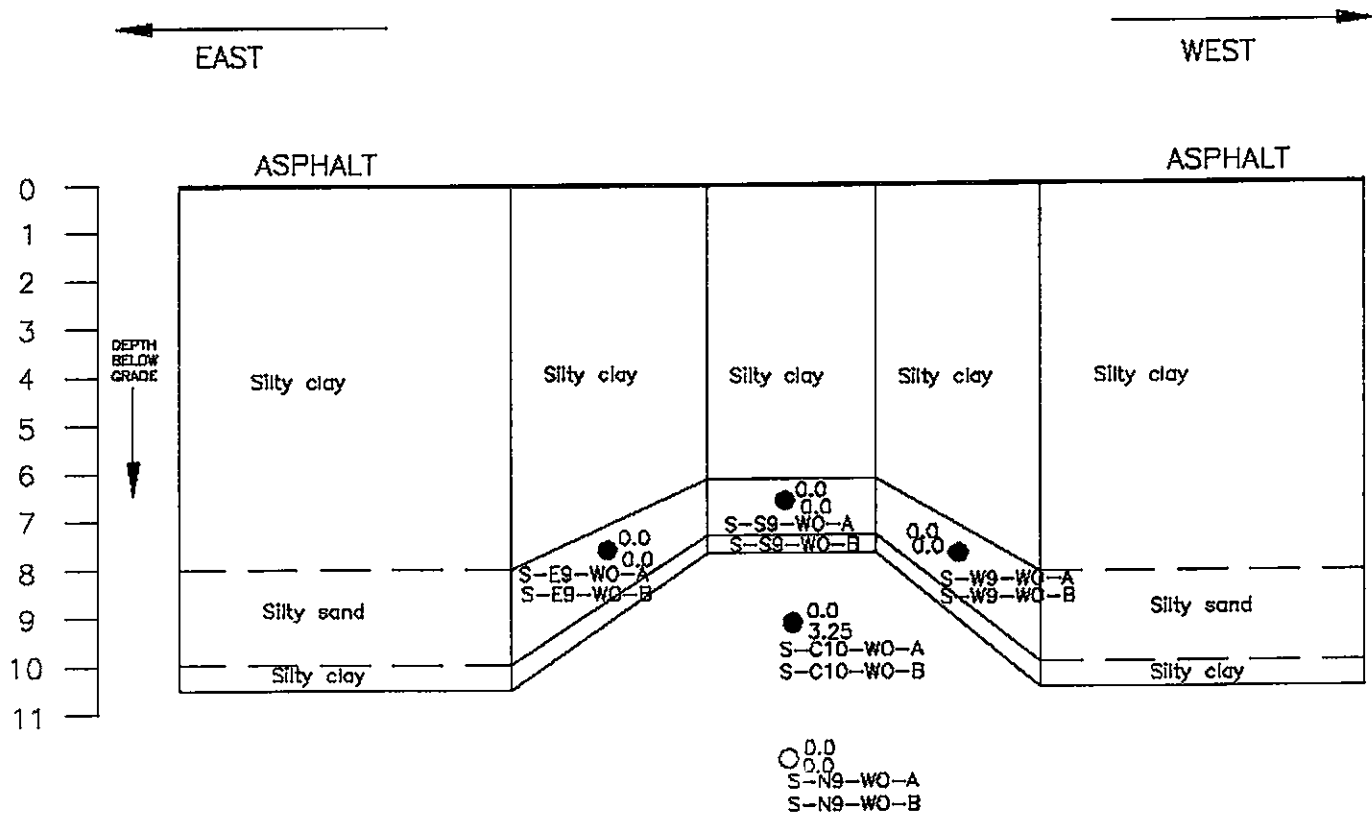 EAST
WEST
ASPHALT
ASPHALT
0
1
2
3
4
5
6
7
8
9
10
11
DEPTH
BELOW
GRADE
Silty clay
Silty clay
Silty clay
Silty clay
Silty clay
0.0
0.0
S-S9-WO-A
S-S9-WO-B
0.0
0.0
S-E9-WO-A
S-E9-WO-B
0.0
0.0
S-W9-WO-A
S-W9-WO-B
Silty sand
Silty sand
0.0
3.25
S-C10-WO-A
S-C10-WO-B
Silty clay
Silty clay
0.0
0.0
S-N9-WO-A
S-N9-WO-B